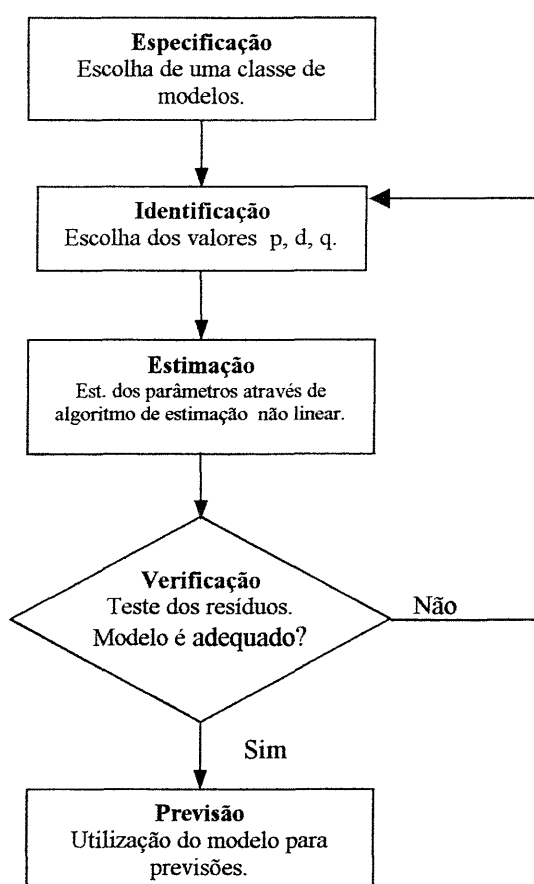 Especificação
Escolha de uma classe de
modelos.
Identificação
Escolha dos valores p, d, q.
Estimação
Est. dos parâmetros através de
algoritmo de estimação não linear.
Verificação
Teste dos resíduos.
Modelo é adequado?
Não
Sim
Previsão
Utilização do modelo para
previsões.